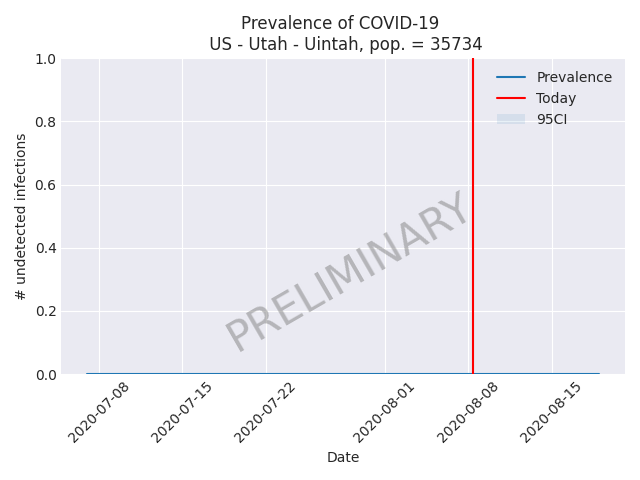 Prevalence of COVID-19
US - Utah - Uintah, pop. = 35734
1.0
0.8
0.6
0.4
0.2
0.0
# undetected infections
Prevalence
Today
95CI
PRELIMINARY
2020-07-08
2020-07-15
2020-07-22
2020-08-01
2020-08-08
2020-08-15
Date